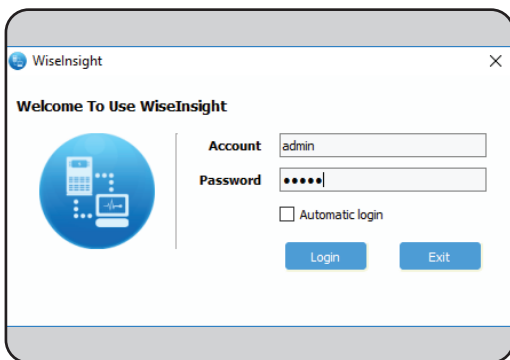 WiseInsight
Welcome To Use WiseInsight
Account admin
Password •••••
Automatic login
Login Exit